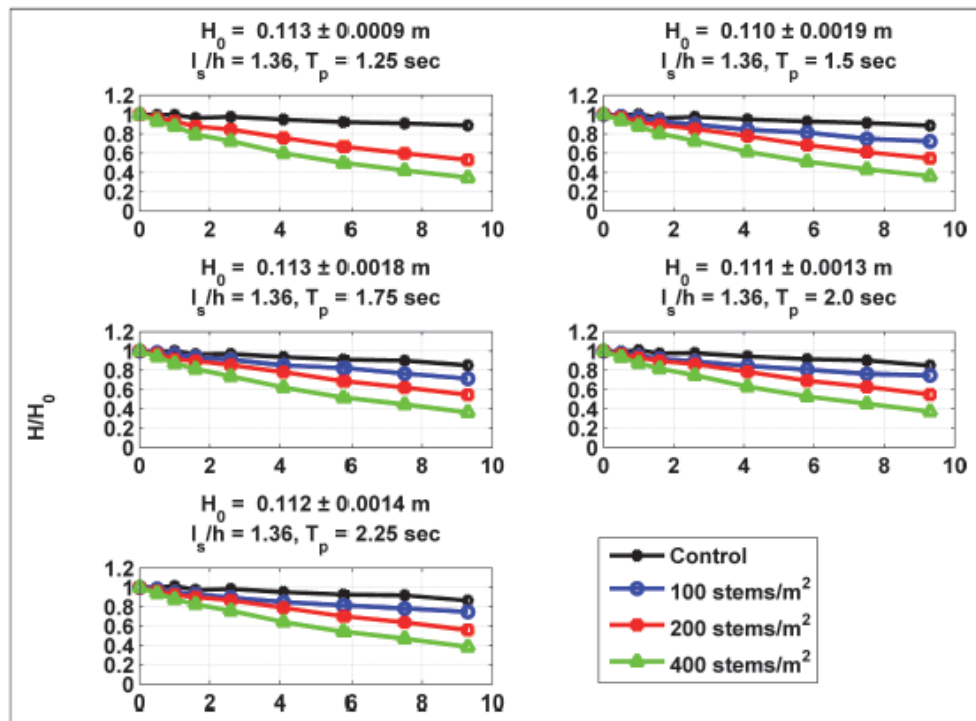 H₀ = 0.113 ± 0.0009 m
lₛ/h = 1.36, Tₚ = 1.25 sec
1.2
1
0.8
0.6
0.4
0.2
0
0 2 4 6 8 10
H₀ = 0.110 ± 0.0019 m
lₛ/h = 1.36, Tₚ = 1.5 sec
1.2
1
0.8
0.6
0.4
0.2
0
0 2 4 6 8 10
H₀ = 0.113 ± 0.0018 m
lₛ/h = 1.36, Tₚ = 1.75 sec
1.2
1
0.8
0.6
0.4
0.2
0
0 2 4 6 8 10
H₀ = 0.111 ± 0.0013 m
lₛ/h = 1.36, Tₚ = 2.0 sec
1.2
1
0.8
0.6
0.4
0.2
0
0 2 4 6 8 10
H/H₀
H₀ = 0.112 ± 0.0014 m
lₛ/h = 1.36, Tₚ = 2.25 sec
1.2
1
0.8
0.6
0.4
0.2
0
0 2 4 6 8 10
Control
100 stems/m²
200 stems/m²
400 stems/m²